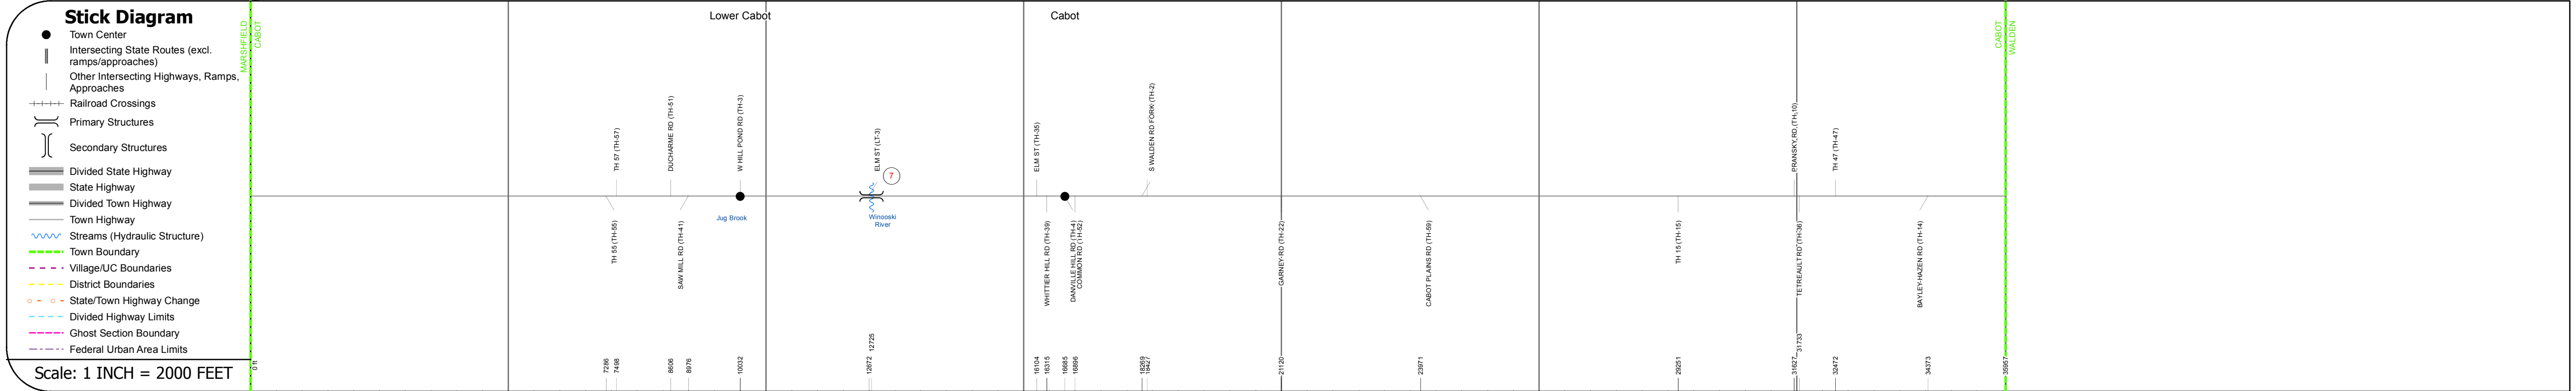 Stick Diagram
Town Center
Intersecting State Routes (excl.
ramps/approaches)
Other Intersecting Highways, Ramps,
Approaches
Railroad Crossings
Primary Structures
Secondary Structures
Divided State Highway
State Highway
Divided Town Highway
Town Highway
Streams (Hydraulic Structure)
Town Boundary
Village/UC Boundaries
District Boundaries
State/Town Highway Change
Divided Highway Limits
Ghost Section Boundary
Federal Urban Area Limits
Scale: 1 INCH = 2000 FEET
MARSHFIELD
CABOT
Lower Cabot
Cabot
CABOT
WALDEN
TH 57 (TH-57)
DUCHARME RD (TH-51)
W HILL POND RD (TH-3)
ELM ST (LT-3)
7
ELM ST (TH-35)
S WALDEN RD FORK (TH-2)
PRANSKY RD (TH-10)
TH 47 (TH-47)
TH 55 (TH-55)
SAW MILL RD (TH-41)
Jug Brook
Winooski
River
WHITTIER HILL RD (TH-39)
DANVILLE HILL RD (TH-4)
COMMON RD (TH-52)
GARNEY RD (TH-22)
CABOT PLAINS RD (TH-59)
TH 15 (TH-15)
TETREAULT RD (TH-36)
BAYLEY-HAZEN RD (TH-14)
0 ft
7286
7498
8606
8976
10032
12672
12725
16104
16315
16685
16896
18269
18427
21120
23971
29251
31627
31733
32472
34373
35957